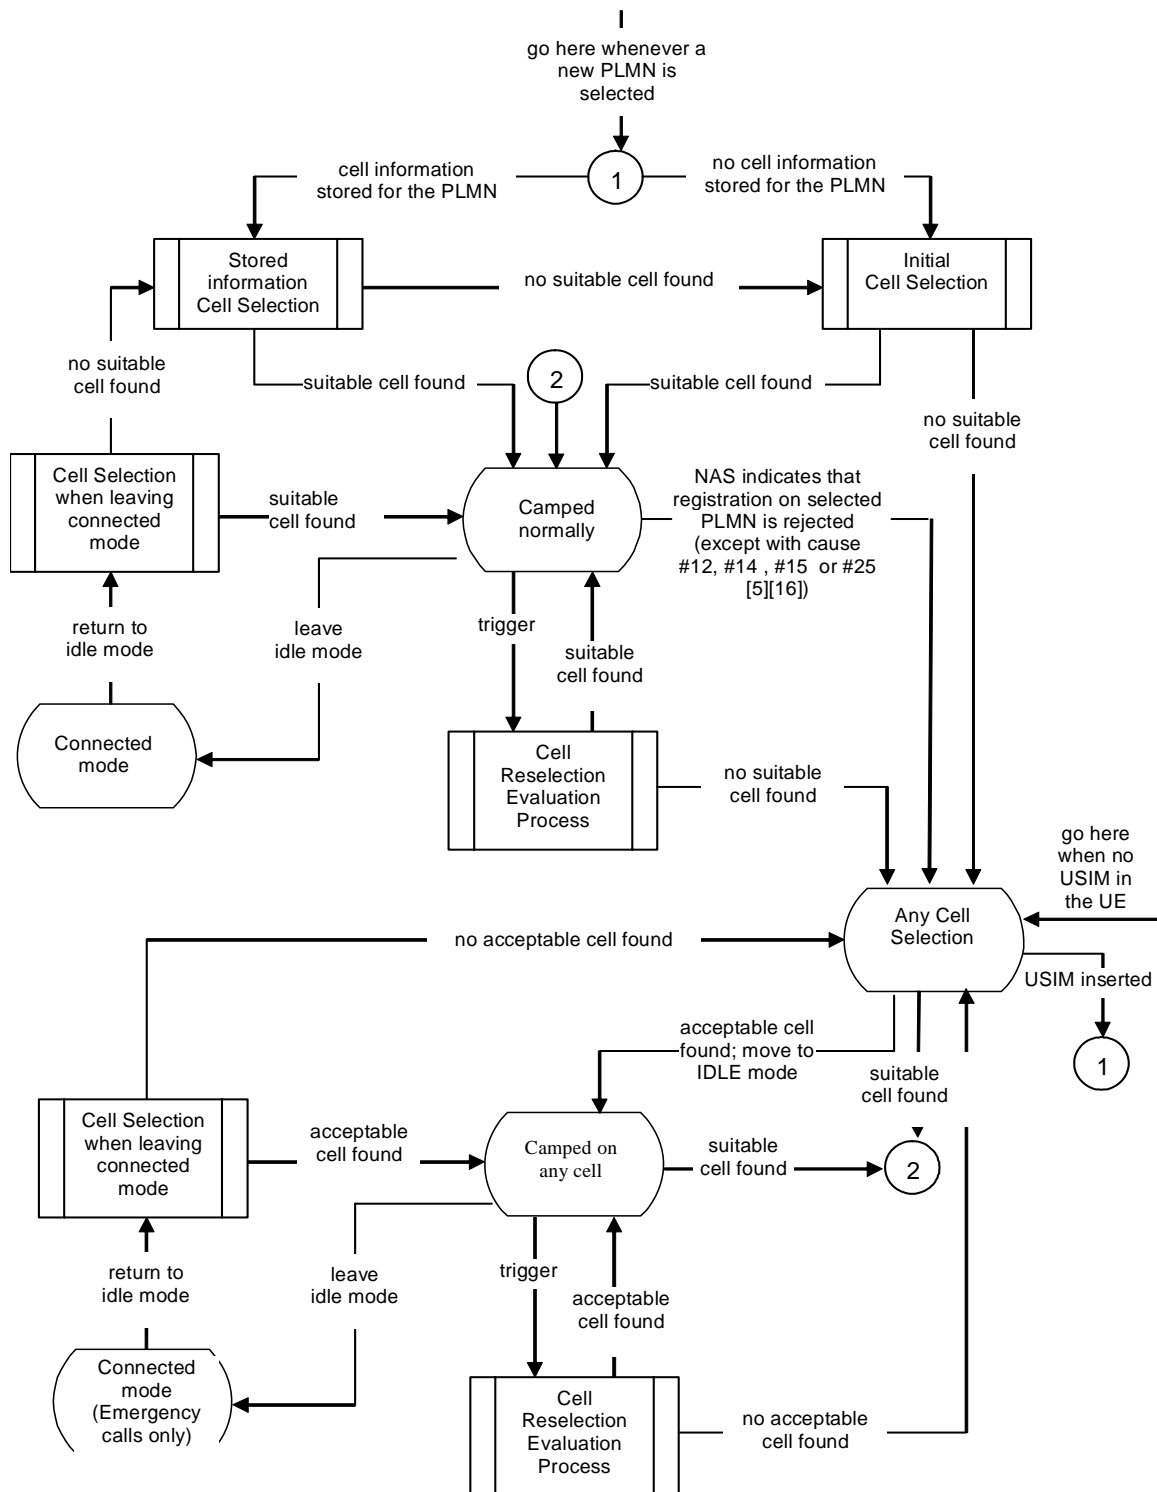 go here whenever a
new PLMN is
selected
cell information
stored for the PLMN
1
no cell information
stored for the PLMN
Stored
information
Cell Selection
no suitable cell found
Initial
Cell Selection
no suitable
cell found
suitable cell found
2
suitable cell found
no suitable
cell found
Cell Selection
when leaving
connected
mode
suitable
cell found
Camped
normally
NAS indicates that
registration on selected
PLMN is rejected
(except with cause
#12, #14 , #15 or #25
[5][16])
return to
idle mode
leave
idle mode
trigger
suitable
cell found
Connected
mode
Cell
Reselection
Evaluation
Process
no suitable
cell found
go here
when no
USIM in
the UE
Any Cell
Selection
no acceptable cell found
USIM inserted
1
acceptable cell
found; move to
IDLE mode
suitable
cell found
Cell Selection
when leaving
connected
mode
acceptable
cell found
Camped on
any cell
suitable
cell found
2
return to
idle mode
leave
idle mode
trigger
acceptable
cell found
Connected
mode
(Emergency
calls only)
Cell
Reselection
Evaluation
Process
no acceptable
cell found